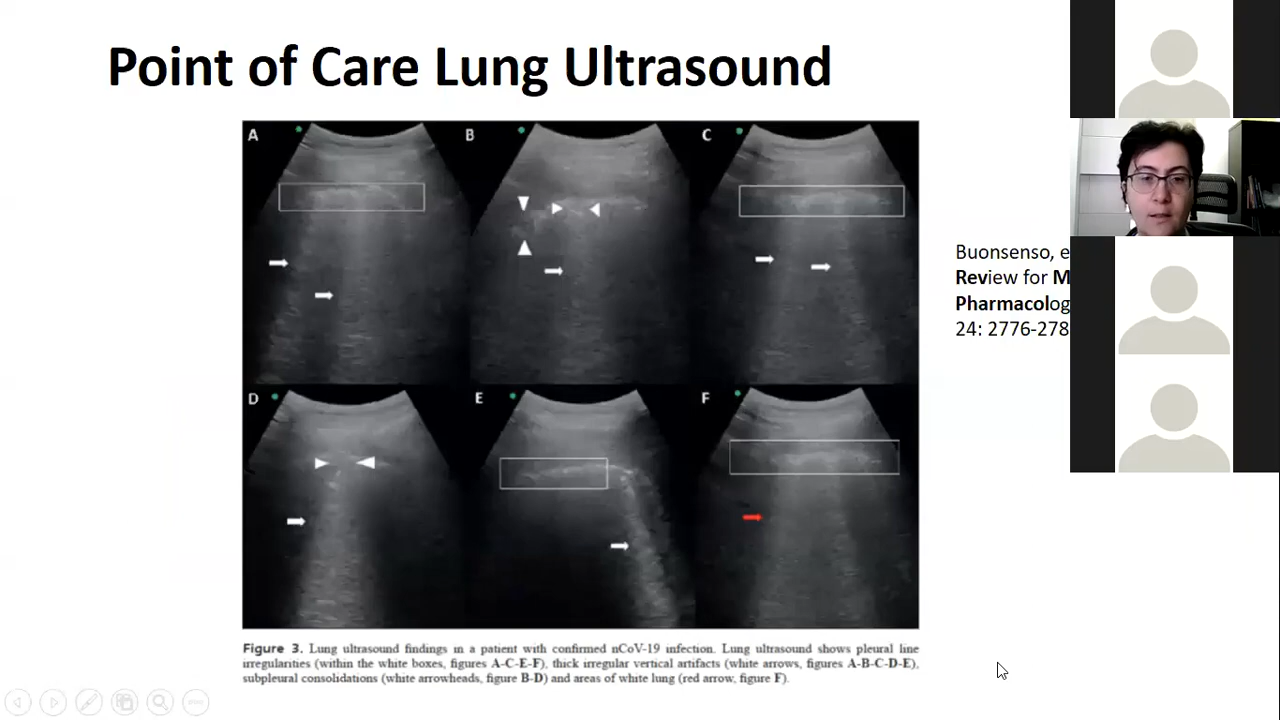 Point of Care Lung Ultrasound
A
B
C
D
E
F
Buonsenso, e
Review for M
Pharmacolog
24: 2776-278
Figure 3. Lung ultrasound findings in a patient with confirmed nCoV-19 infection. Lung ultrasound shows pleural line
irregularities (within the white boxes, figures A-C-E-F), thick irregular vertical artifacts (white arrows, figures A-B-C-D-E),
subpleural consolidations (white arrowheads, figure B-D) and areas of white lung (red arrow, figure F).